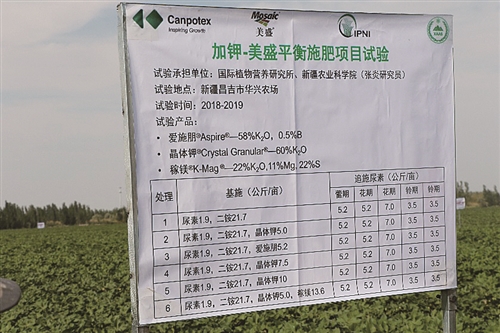 Canpotex
Inspiring Growth
Mosaic
美盛
IPNI
加钾-美盛平衡施肥项目试验
试验承担单位：国际植物营养研究所、新疆农业科学院（张炎研究员）
试验地点：新疆昌吉市华兴农场
试验时间：2018-2019
试验产品：
• 爱施朋®Aspire®—58%K₂O，0.5%B
• 晶体钾®Crystal Granular®—60%K₂O
• 稼镁®K-Mag®—22%K₂O,11%Mg, 22%S
处理 基施（公斤/亩） 追施尿素（公斤/亩）
蕾期 花期 花期 铃期 铃期
1 尿素1.9，二铵21.7 5.2 5.2 7.0 3.5 3.5
2 尿素1.9，二铵21.7，晶体钾5.0 5.2 5.2 7.0 3.5 3.5
3 尿素1.9，二铵21.7，爱施朋5.2 5.2 5.2 7.0 3.5 3.5
4 尿素1.9，二铵21.7，晶体钾7.5 5.2 5.2 7.0 3.5 3.5
5 尿素1.9，二铵21.7，晶体钾10 5.2 5.2 7.0 3.5 3.5
6 尿素1.9，二铵21.7，晶体钾5.0，稼镁13.6 5.2 5.2 7.0 3.5 3.5